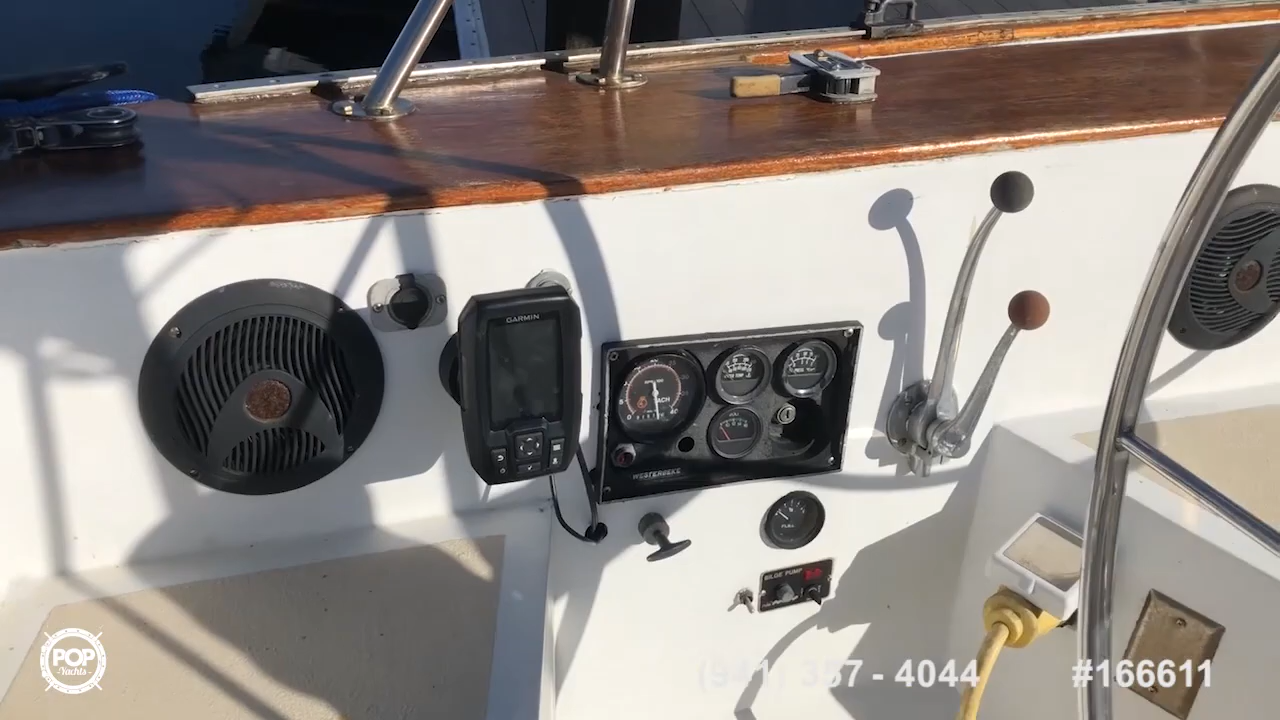 GARMIN
TACH
WESTERBEKE
FUEL
BILGE PUMP
POP
Yachts
(941) 357 - 4044
#166611